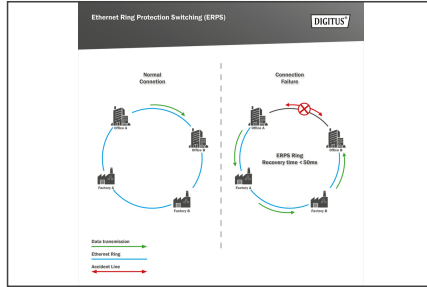 Ethernet Ring Protection Switching (ERPS)
DIGITUS®
Normal
Connetion
Office A
Office B
Factory A
Factory B
Connection
Failure
Office A
Office B
ERPS Ring
Recovery time <50ms
Factory A
Factory B
Data transmission
Ethernet Ring
Accident Line